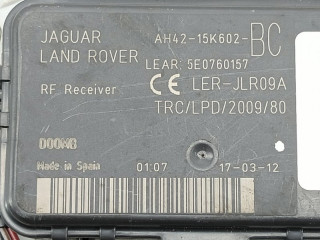 JAGUAR
LAND ROVER
AH42-15K602-BC
LEAR: 5E0760157
RF Receiver
CE LER-JLR09A
TRC/LPD/2009/80
Made in Spain
01:07
17-03-12